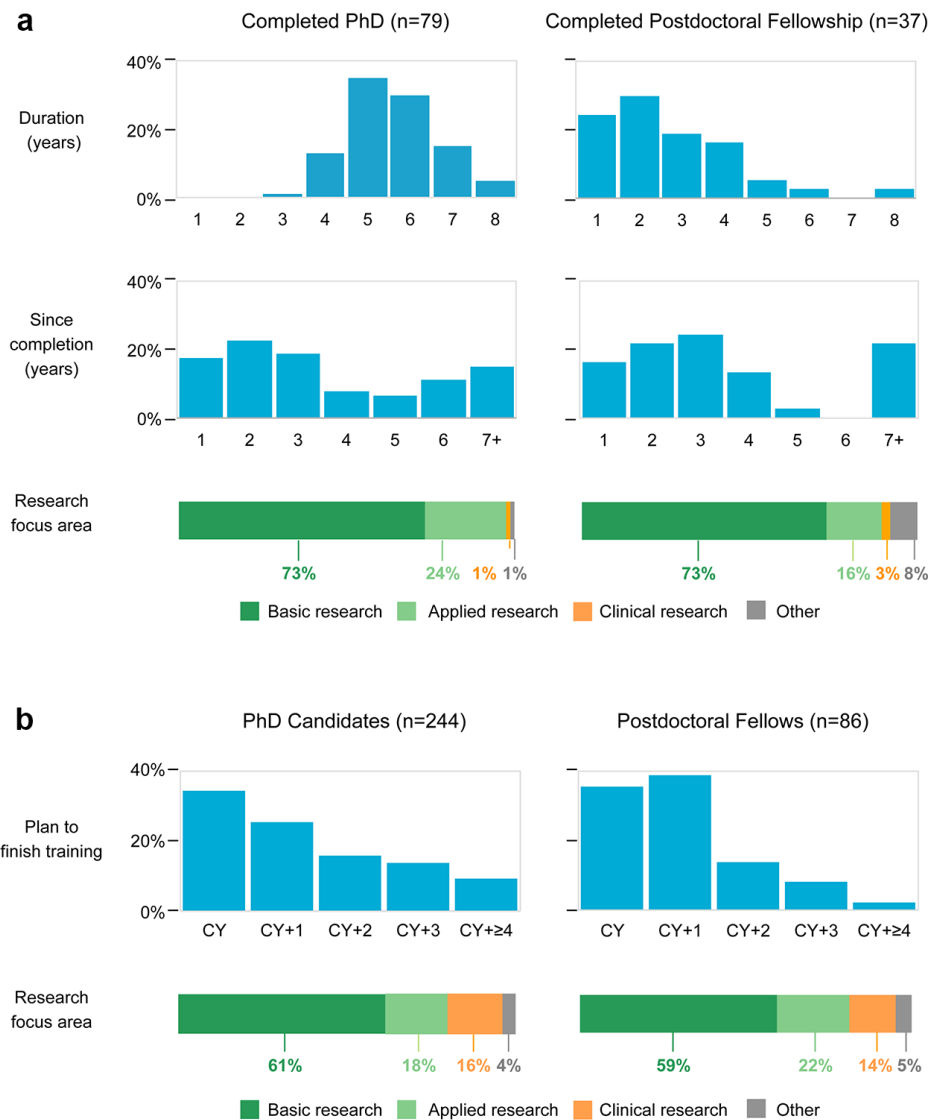 a
Completed PhD (n=79)
Completed Postdoctoral Fellowship (n=37)
Duration
(years)
40%
20%
0%
1 2 3 4 5 6 7 8
1 2 3 4 5 6 7 8
Since
completion
(years)
40%
20%
0%
1 2 3 4 5 6 7+
1 2 3 4 5 6 7+
Research
focus area
73% 24% 1% 1%
73% 16% 3% 8%
Basic research Applied research Clinical research Other
b
PhD Candidates (n=244)
Postdoctoral Fellows (n=86)
Plan to
finish training
40%
20%
0%
CY CY+1 CY+2 CY+3 CY+≥4
CY CY+1 CY+2 CY+3 CY+≥4
Research
focus area
61% 18% 16% 4%
59% 22% 14% 5%
Basic research Applied research Clinical research Other